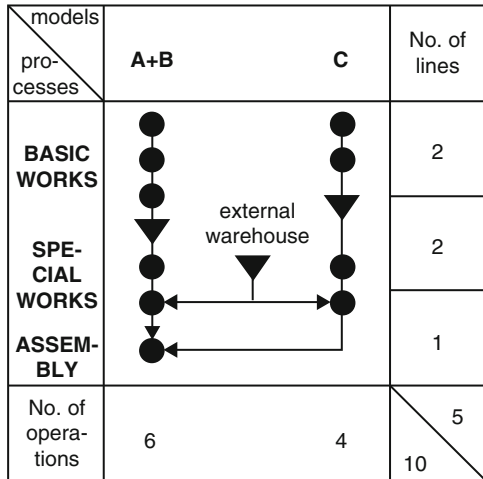 models
pro-
cesses
A+B
C
No. of
lines
BASIC
WORKS
2
external
warehouse
SPE-
CIAL
WORKS
2
ASSEM-
BLY
1
No. of
opera-
tions
6
4
5
10